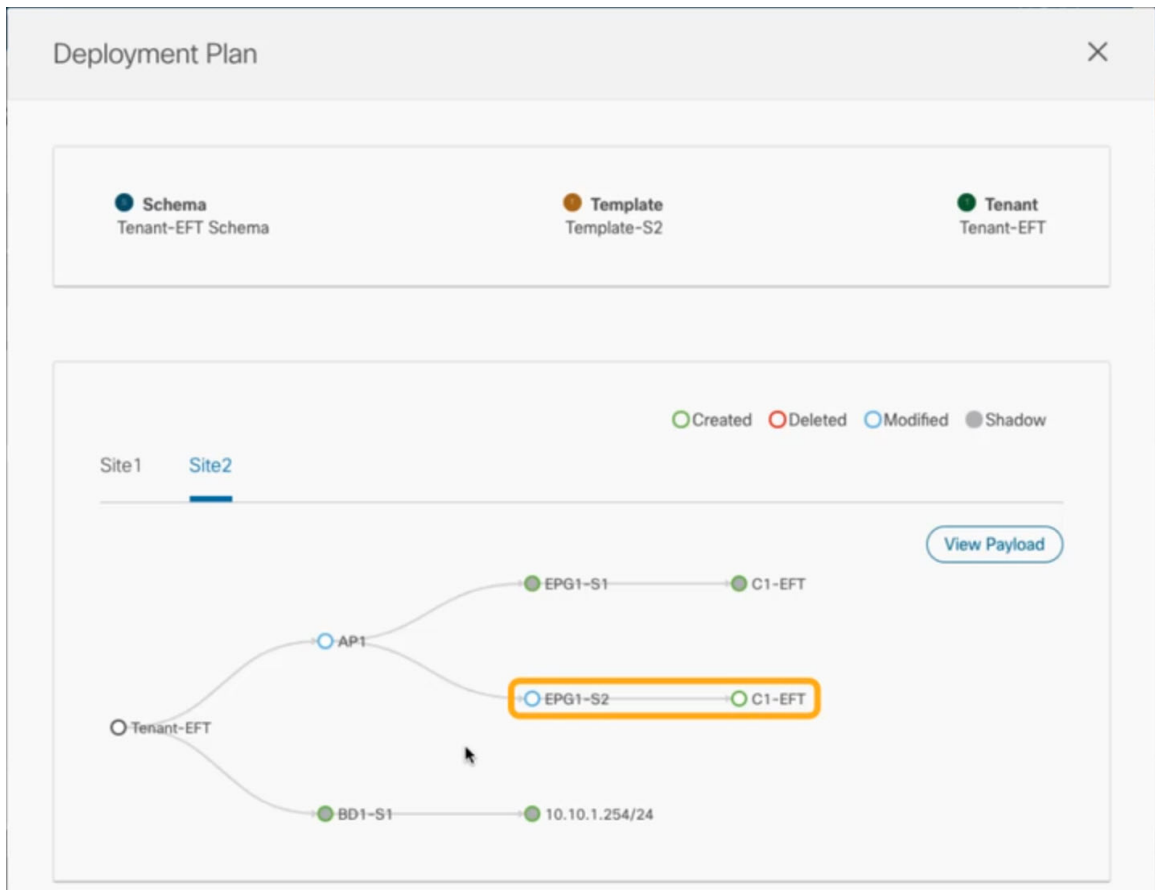 Deployment Plan
Schema
Tenant-EFT Schema
Template
Template-S2
Tenant
Tenant-EFT
Created Deleted Modified Shadow
Site1 Site2
View Payload
EPG1-S1 C1-EFT
AP1
EPG1-S2 C1-EFT
Tenant-EFT
BD1-S1 10.10.1.254/24